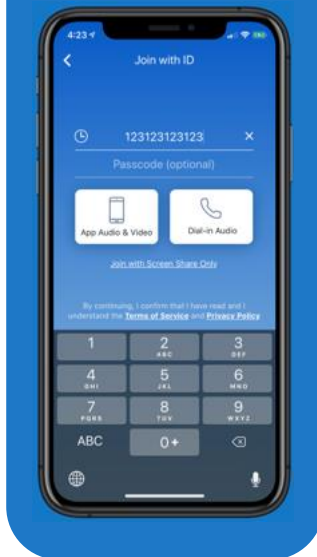 4:23
Join with ID
123123123123
Passcode (optional)
App Audio & Video
Dial-in Audio
Join with Screen Share Only
By continuing, I confirm that I have read and I
understand the Terms of Service and Privacy Policy
1 2 3
ABC DEF
4 5 6
GHI JKL MNO
7 8 9
PQRS TUV WXYZ
ABC 0+